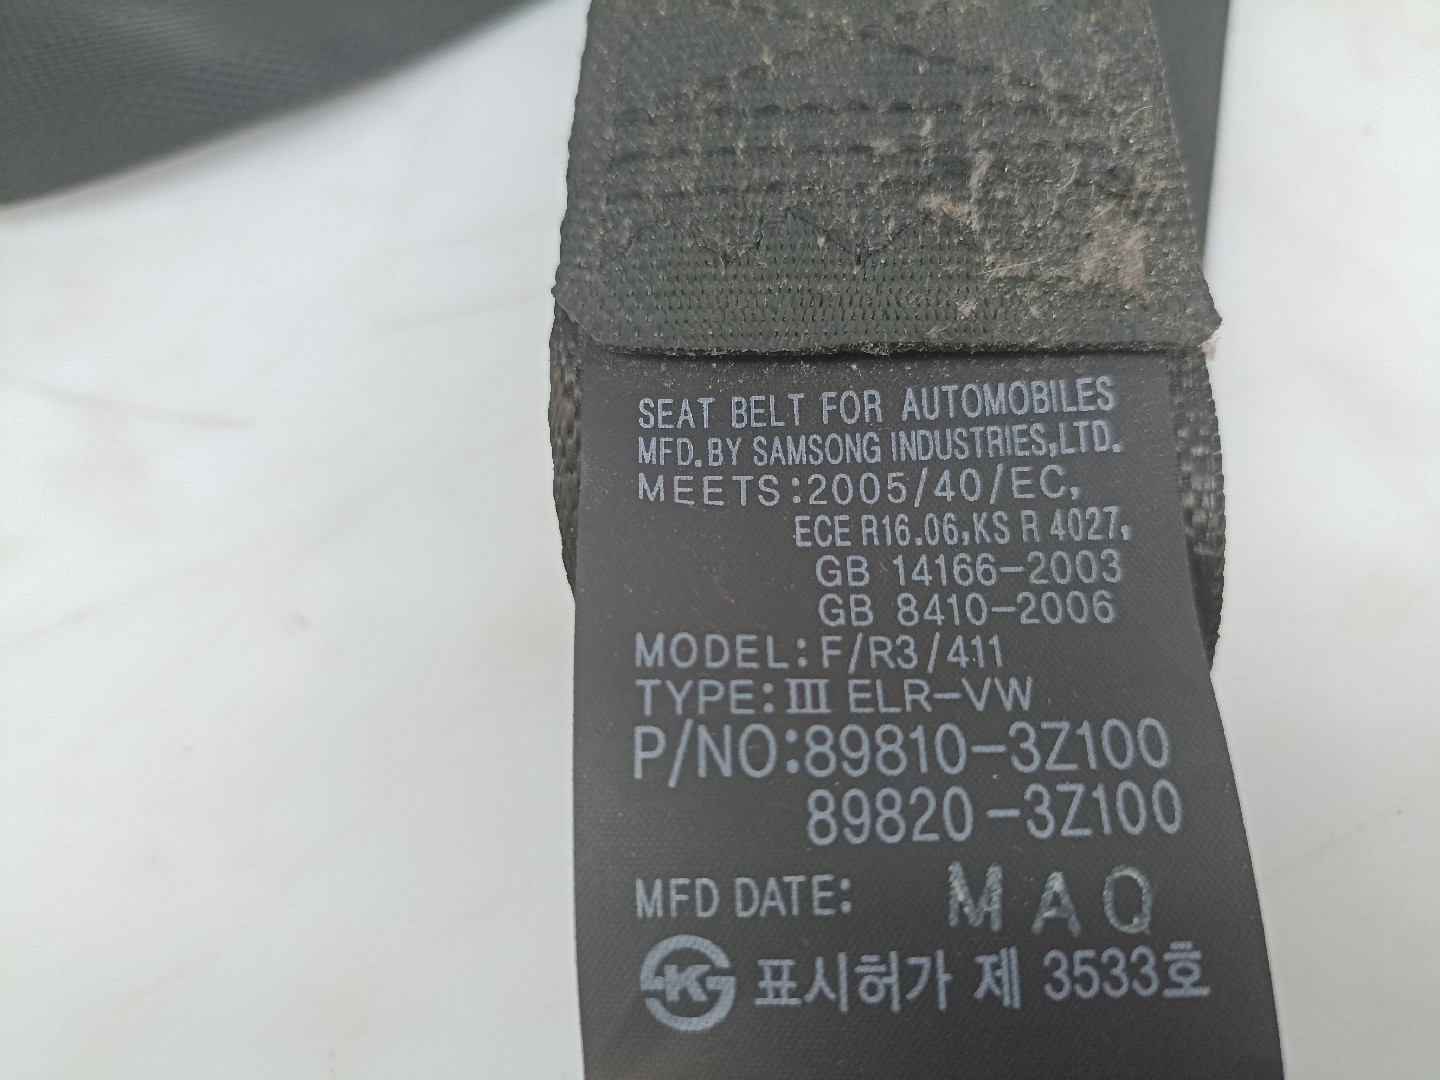 SEAT BELT FOR AUTOMOBILES
MFD.BY SAMSONG INDUSTRIES,LTD.
MEETS:2005/40/EC,
ECE R16.06,KS R 4027,
GB 14166-2003
GB 8410-2006
MODEL:F/R3/411
TYPE:Ⅲ ELR-VW
P/NO:89810-3Z100
89820-3Z100
MFD DATE: MAQ
K 표시허가 제 3533호